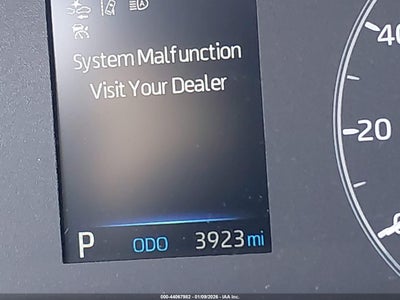 A
System Malfunction
Visit Your Dealer
40
20
P ODO 3923 mi
000-44067982 - 01/09/2026 - IAA Inc.